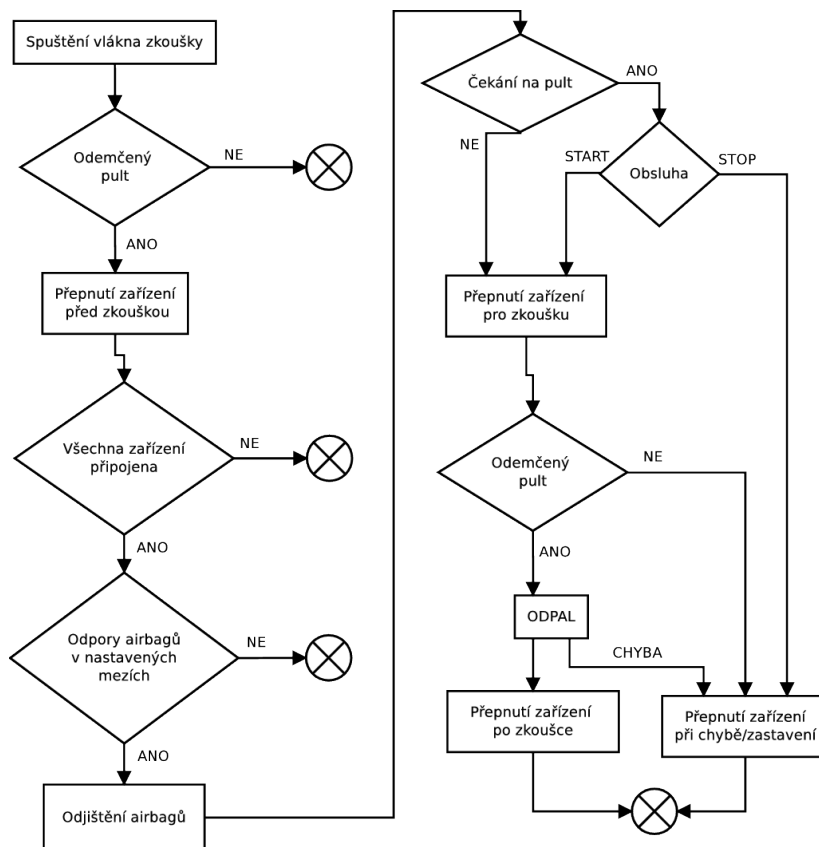 Spuštění vlákna zkoušky
Odemčený
pult
NE
ANO
Přepnutí zařízení
před zkouškou
Všechna zařízení
připojena
NE
ANO
Odpory airbagů
v nastavených
mezích
NE
ANO
Odjištění airbagů
Čekání na pult
ANO
NE
START
Obsluha
STOP
Přepnutí zařízení
pro zkoušku
Odemčený
pult
NE
ANO
ODPAL
CHYBA
Přepnutí zařízení
po zkoušce
Přepnutí zařízení
při chybě/zastavení